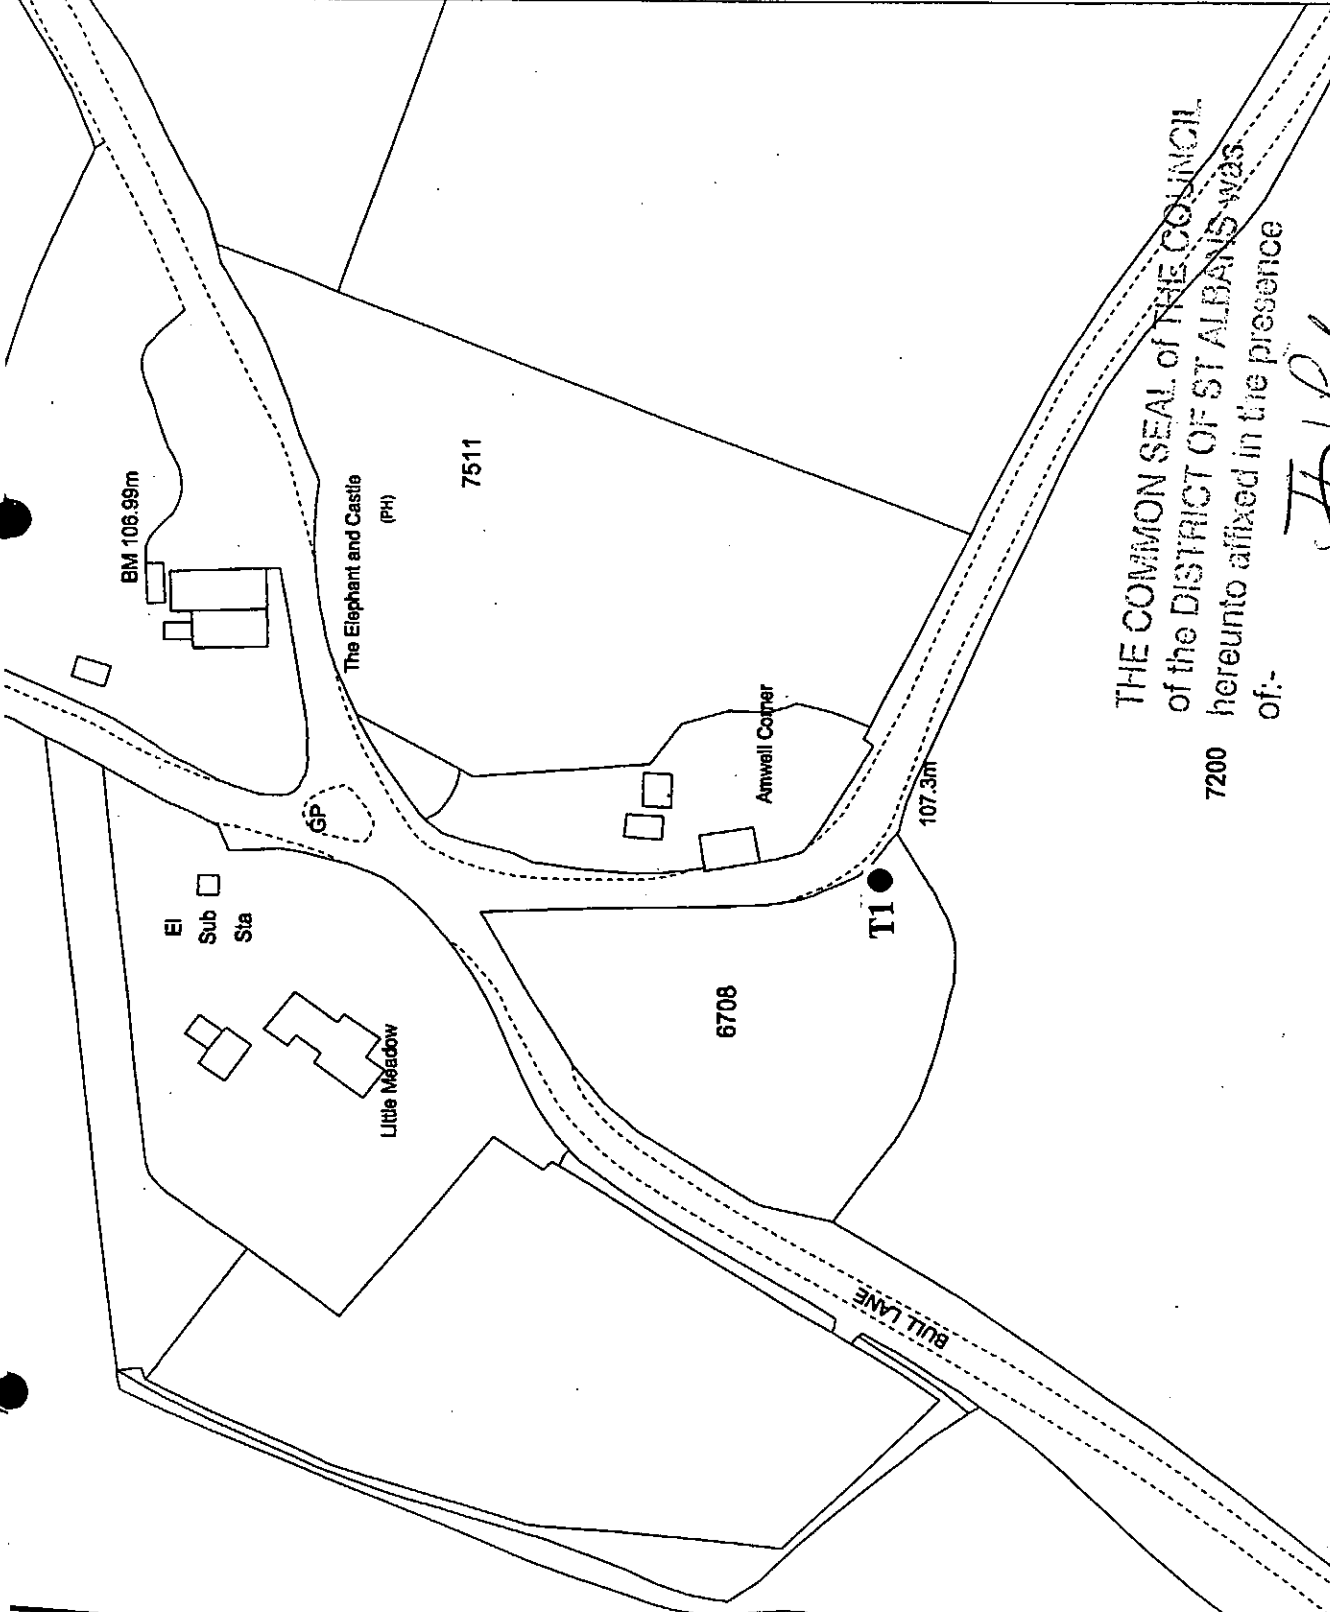 BM 106.99m
The Elephant and Castle
(PH)
7511
GP
El
Sub
Sta
Little Meadow
Amwell Corner
107.3m
T1
6708
BULL LANE
7200
THE COMMON SEAL of THE COUNCIL
of the DISTRICT OF ST ALBANS was
hereunto affixed in the presence
of:-